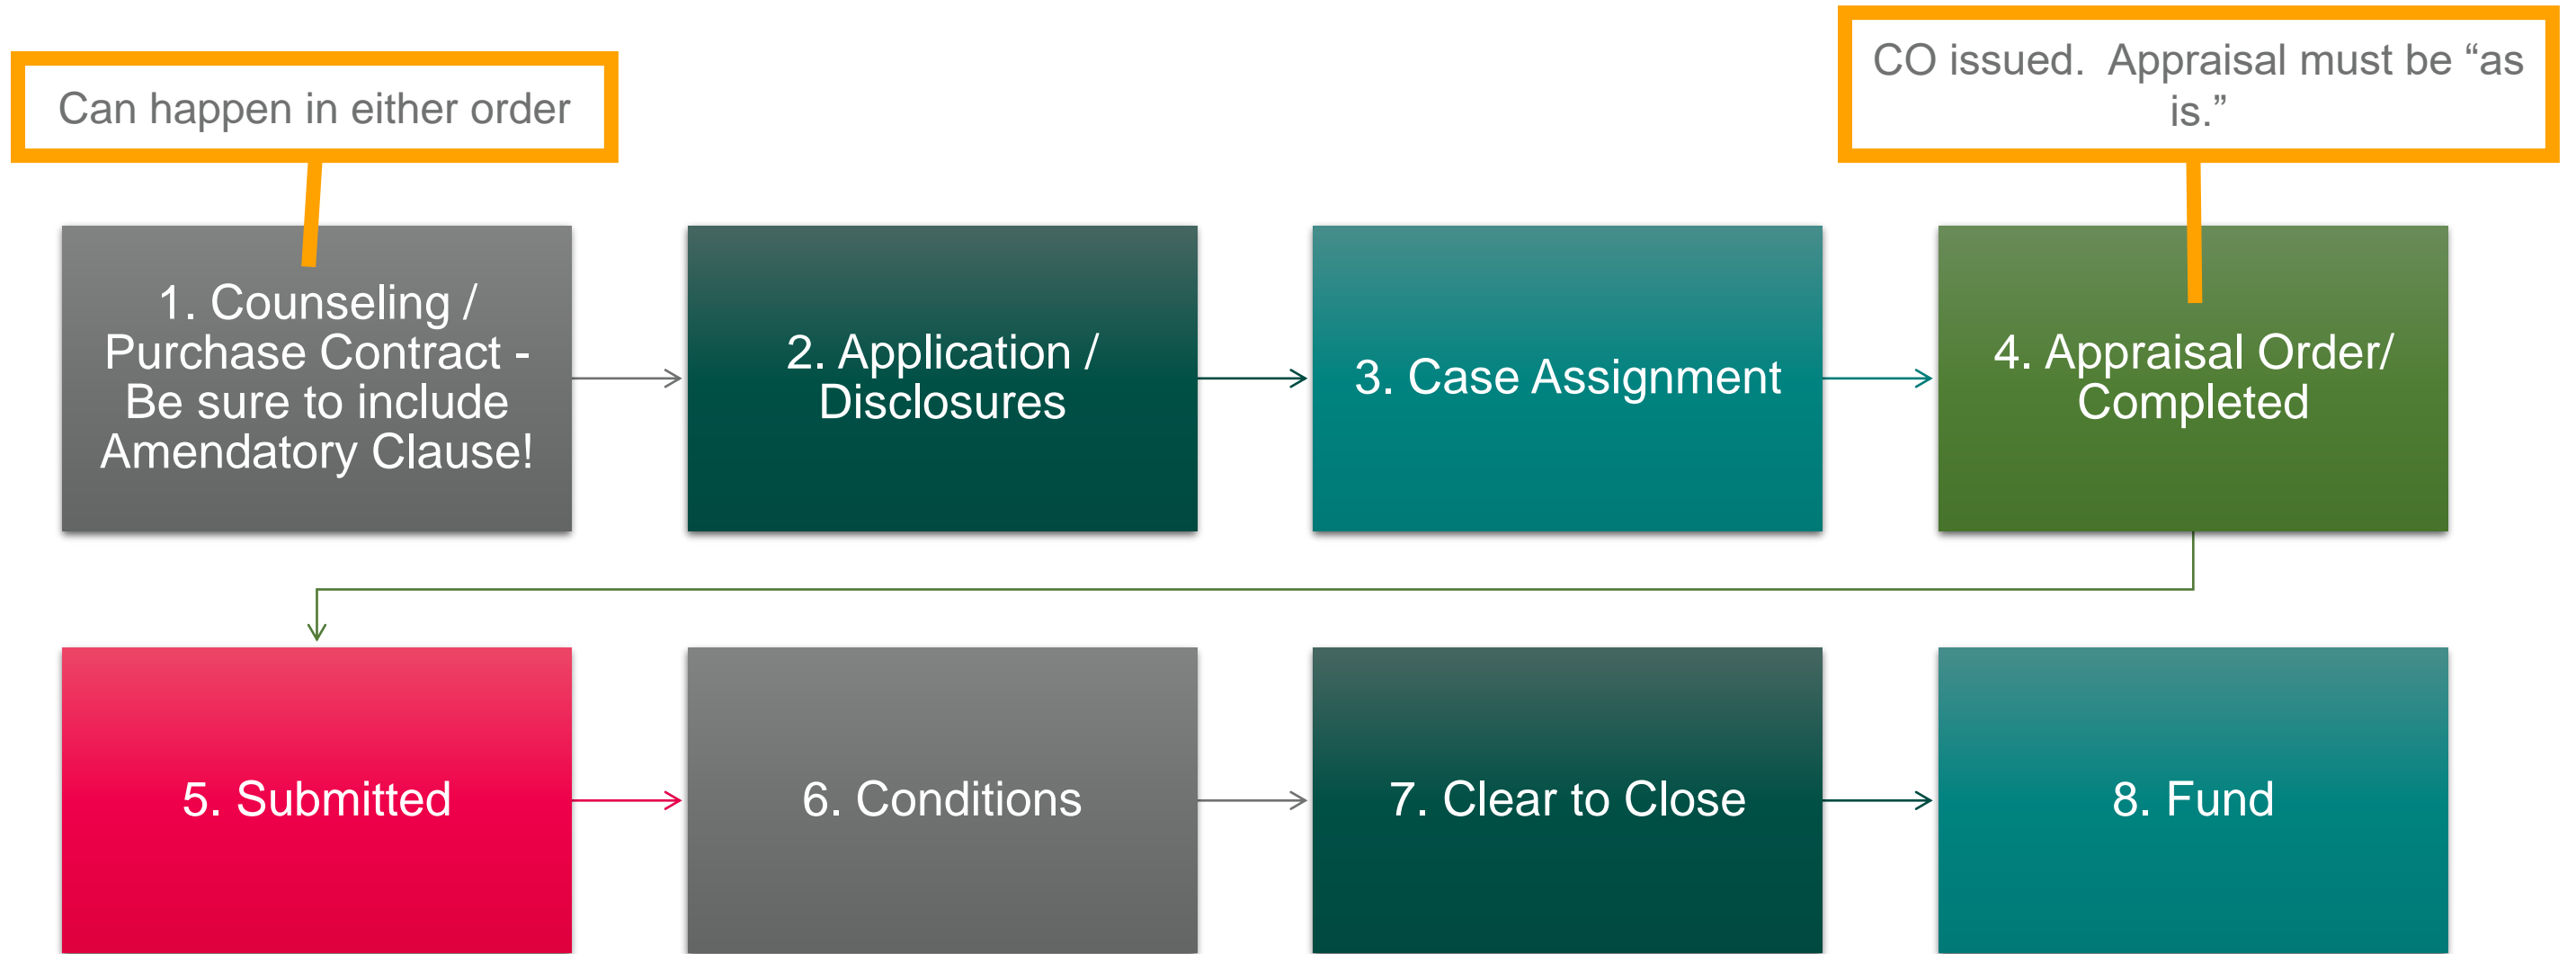 Can happen in either order
CO issued.  Appraisal must be “as
is.”
1. Counseling /
Purchase Contract -
Be sure to include
Amendatory Clause!
2. Application /
Disclosures
3. Case Assignment
4. Appraisal Order/
Completed
5. Submitted
6. Conditions
7. Clear to Close
8. Fund